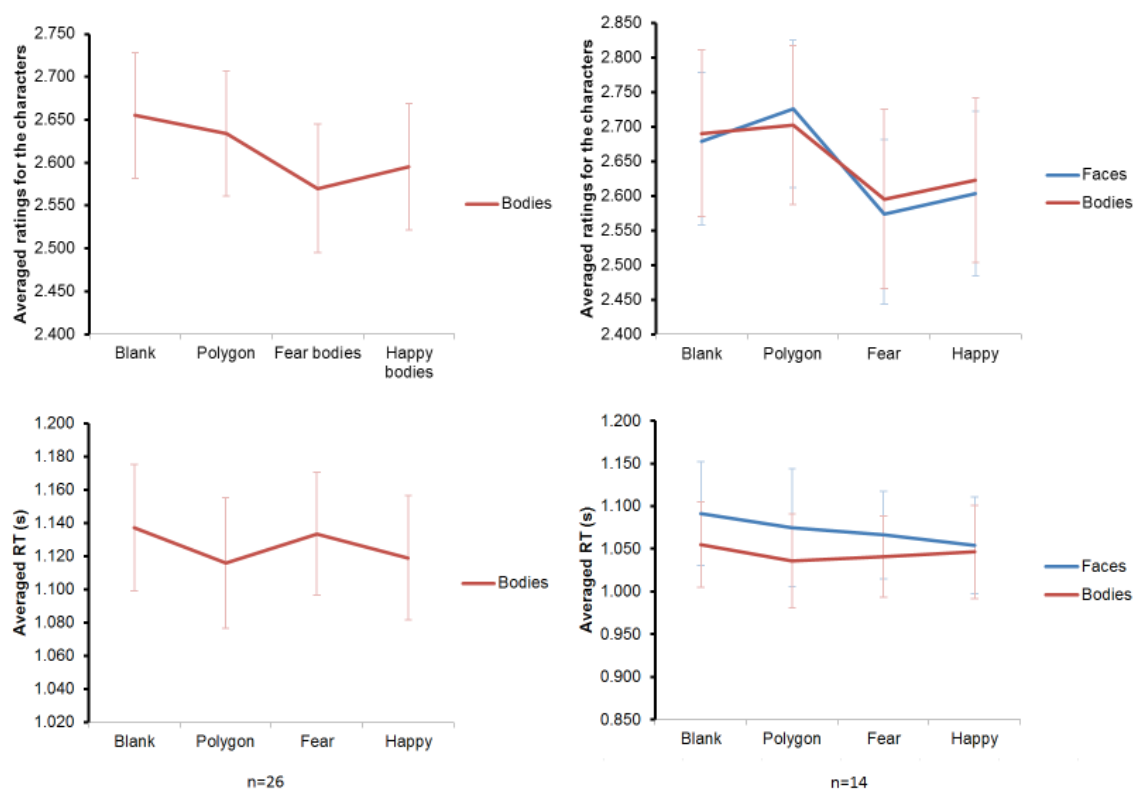 Averaged ratings for the characters
2.750
2.700
2.650
2.600
2.550
2.500
2.450
2.400
Blank
Polygon
Fear bodies
Happy
bodies
Bodies
Averaged ratings for the characters
2.850
2.800
2.750
2.700
2.650
2.600
2.550
2.500
2.450
2.400
Blank
Polygon
Fear
Happy
Faces
Bodies
Averaged RT (s)
1.200
1.180
1.160
1.140
1.120
1.100
1.080
1.060
1.040
1.020
Blank
Polygon
Fear
Happy
Bodies
n=26
Averaged RT (s)
1.200
1.150
1.100
1.050
1.000
0.950
0.900
0.850
Blank
Polygon
Fear
Happy
Faces
Bodies
n=14